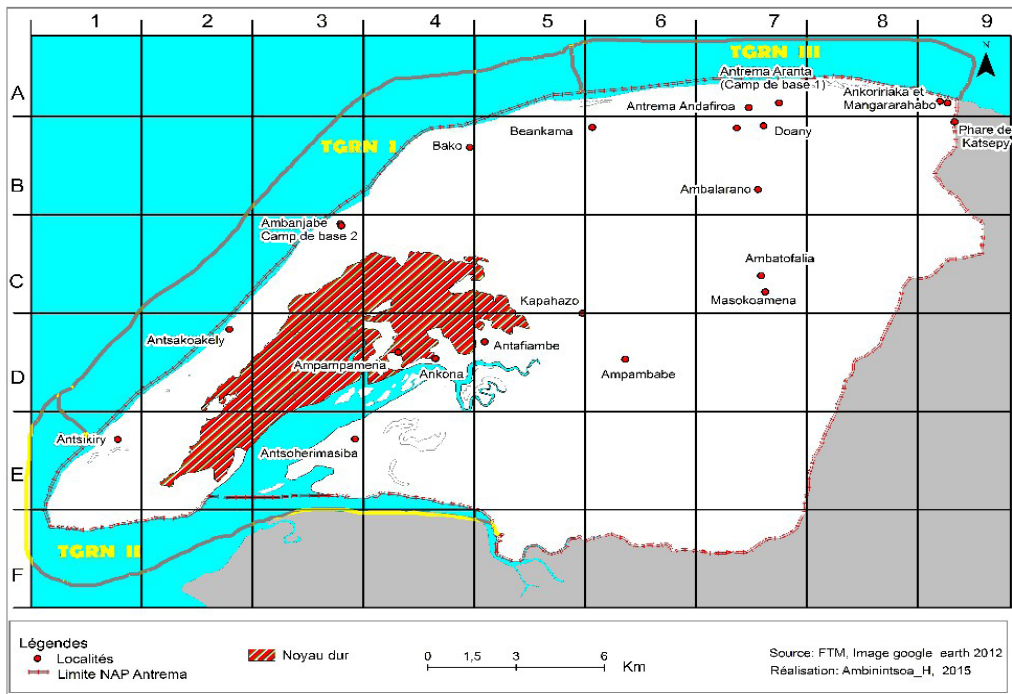 1 2 3 4 5 6 7 8 9
TGRN III
N
A
Antrema Aranta
(Camp de base 1)
Ankoririaka et
Mangararahabo
Antrema Andafiroa
Beankama
Doany
Phare de
Katsepy
TGRN I
Bako
B
Ambalarano
Ambanjabe
Camp de base 2
C
Ambatofalia
Masokoamena
Kapahazo
Antsakoakely
Antafiambe
D
Ampampamena
Ankona
Ampambabe
Antsikiry
Antsoherimasiba
E
TGRN II
F
Légendes
Localités
Limite NAP Antrema
Noyau dur
0 1,5 3 6
Km
Source: FTM, Image google earth 2012
Réalisation: Ambinintsoa_H, 2015